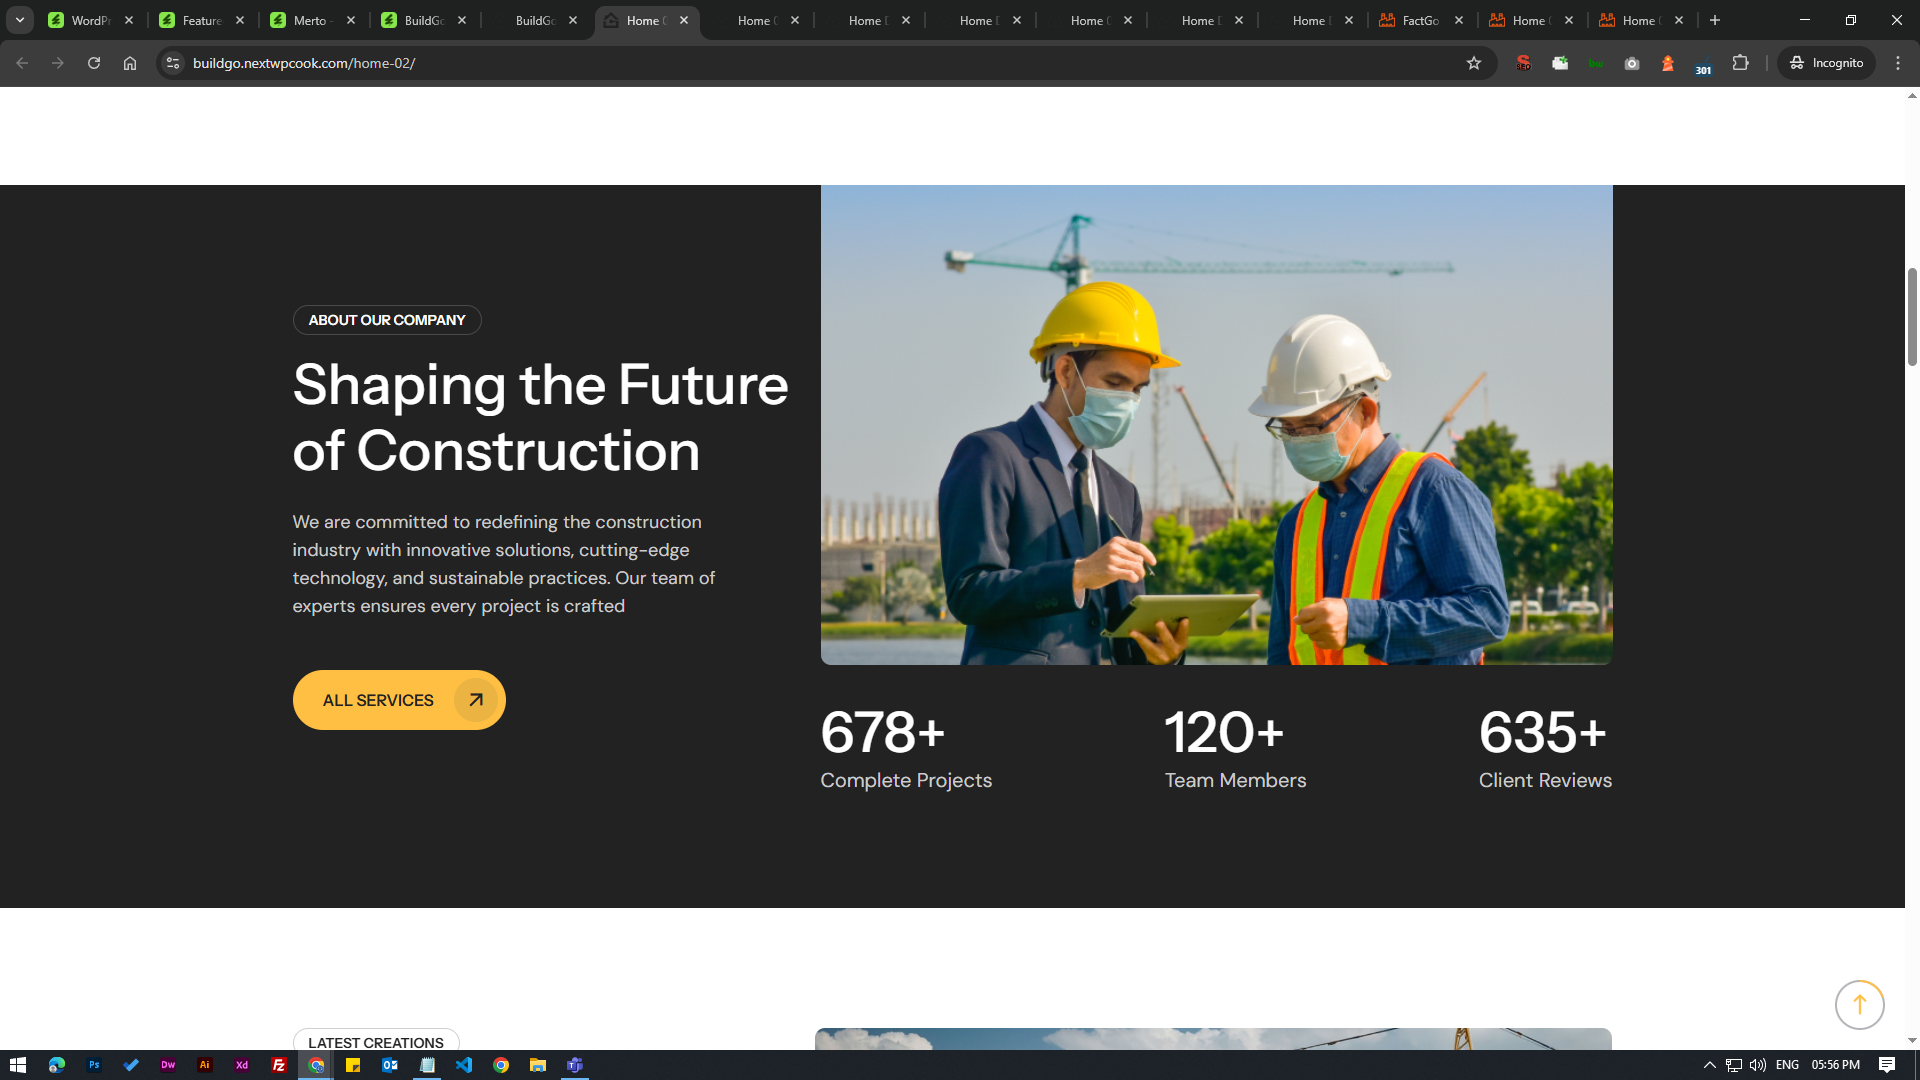 WordPr
Feature
Merto -
BuildGo
BuildGo
Home
Home
Home
Home
Home
Home
Home
FactGo
Home
Home
buildgo.nextwpcook.com/home-02/
SEO
301
Incognito
ABOUT OUR COMPANY
Shaping the Future
of Construction
We are committed to redefining the construction
industry with innovative solutions, cutting-edge
technology, and sustainable practices. Our team of
experts ensures every project is crafted
ALL SERVICES
678+
Complete Projects
120+
Team Members
635+
Client Reviews
LATEST CREATIONS
Ps
Dw
Ai
Xd
Fz
ENG
05:56 PM